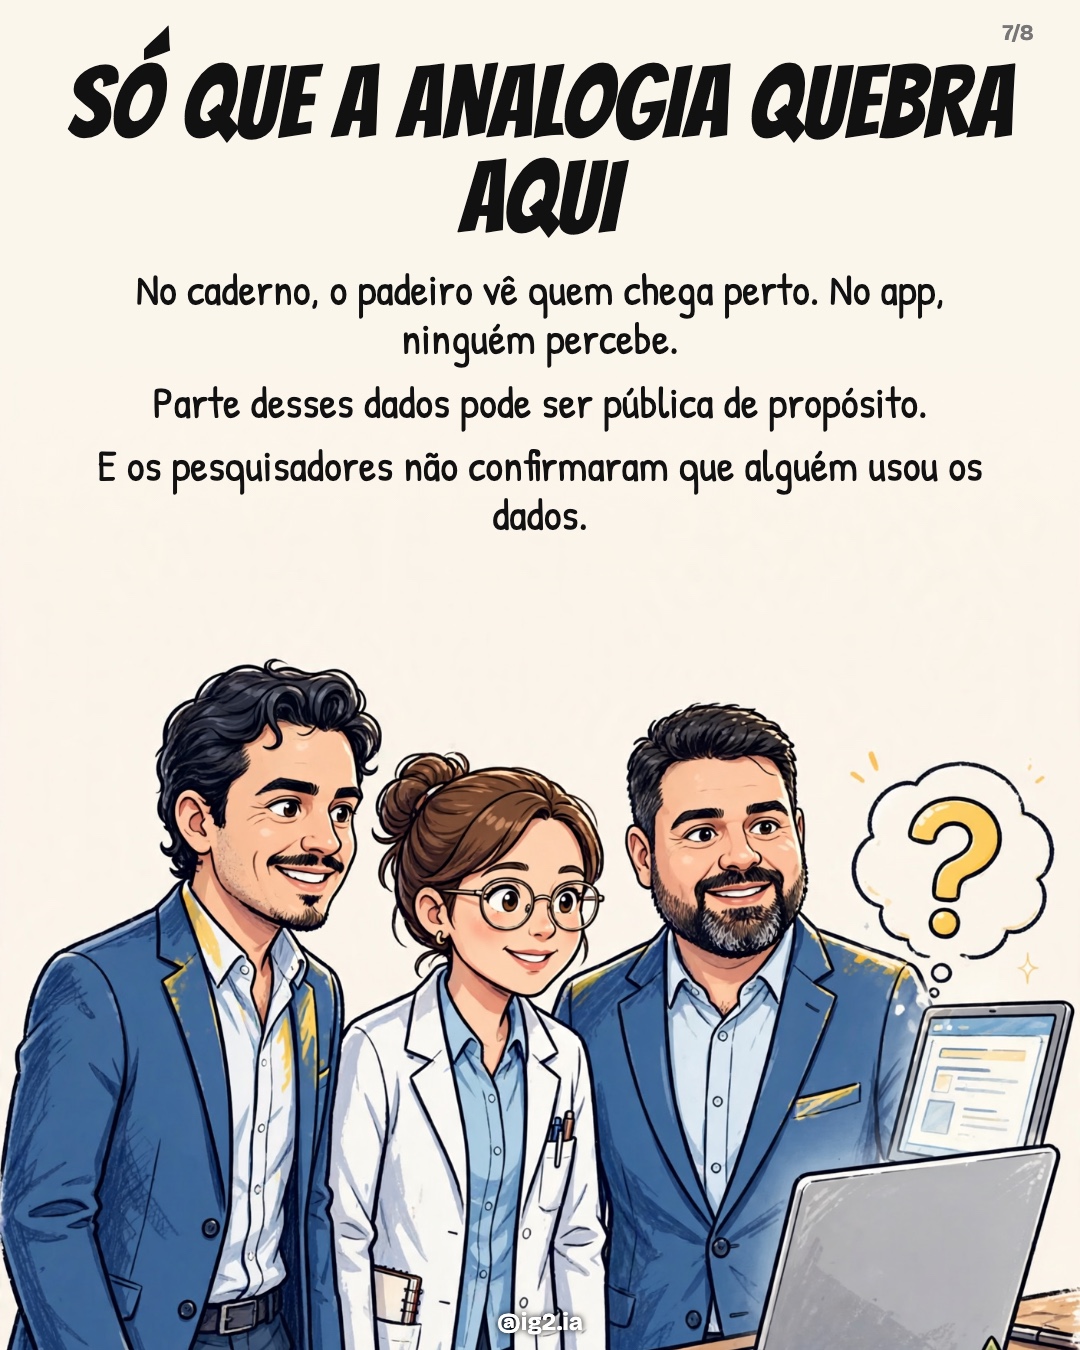 7/8
SÓ QUE A ANALOGIA QUEBRA
AQUI
No caderno, o padeiro vê quem chega perto. No app,
ninguém percebe.
Parte desses dados pode ser pública de propósito.
E os pesquisadores não confirmaram que alguém usou os
dados.
?
@ig2.ia